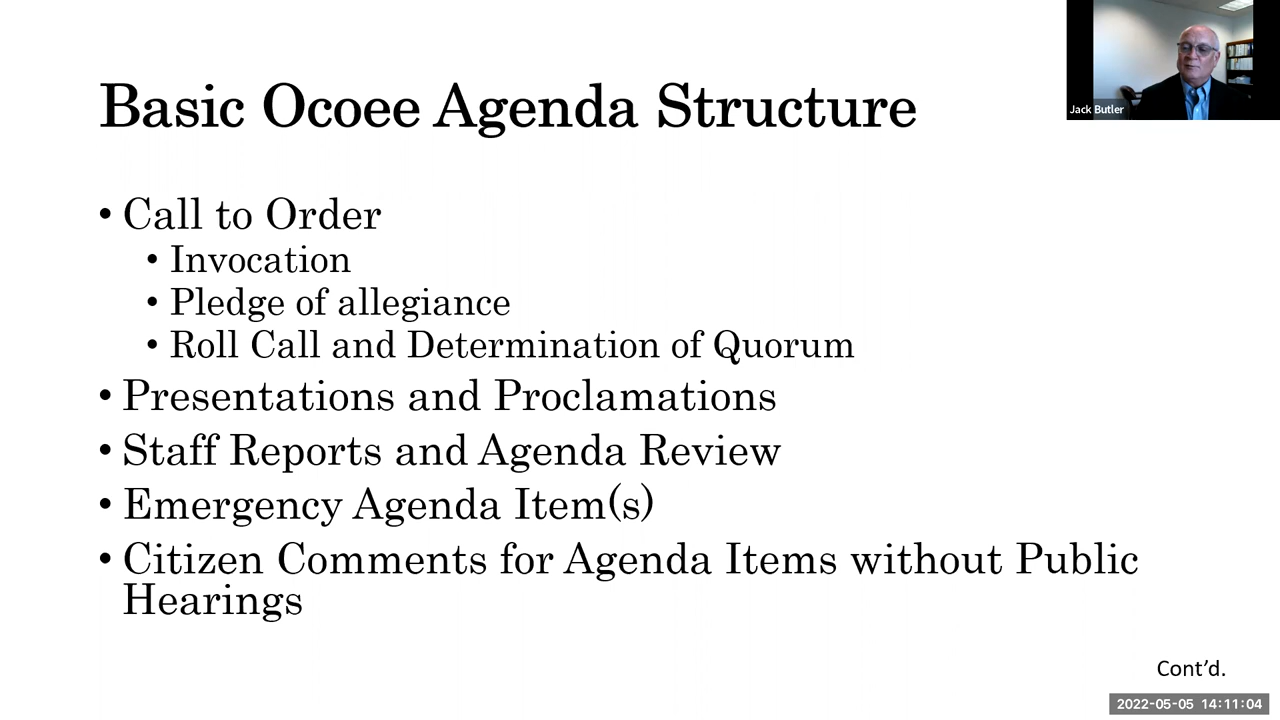 Basic Ocoee Agenda Structure
Jack Butler
• Call to Order
• Invocation
• Pledge of allegiance
• Roll Call and Determination of Quorum
• Presentations and Proclamations
• Staff Reports and Agenda Review
• Emergency Agenda Item(s)
• Citizen Comments for Agenda Items without Public
Hearings
Cont’d.
2022-05-05 14:11:04